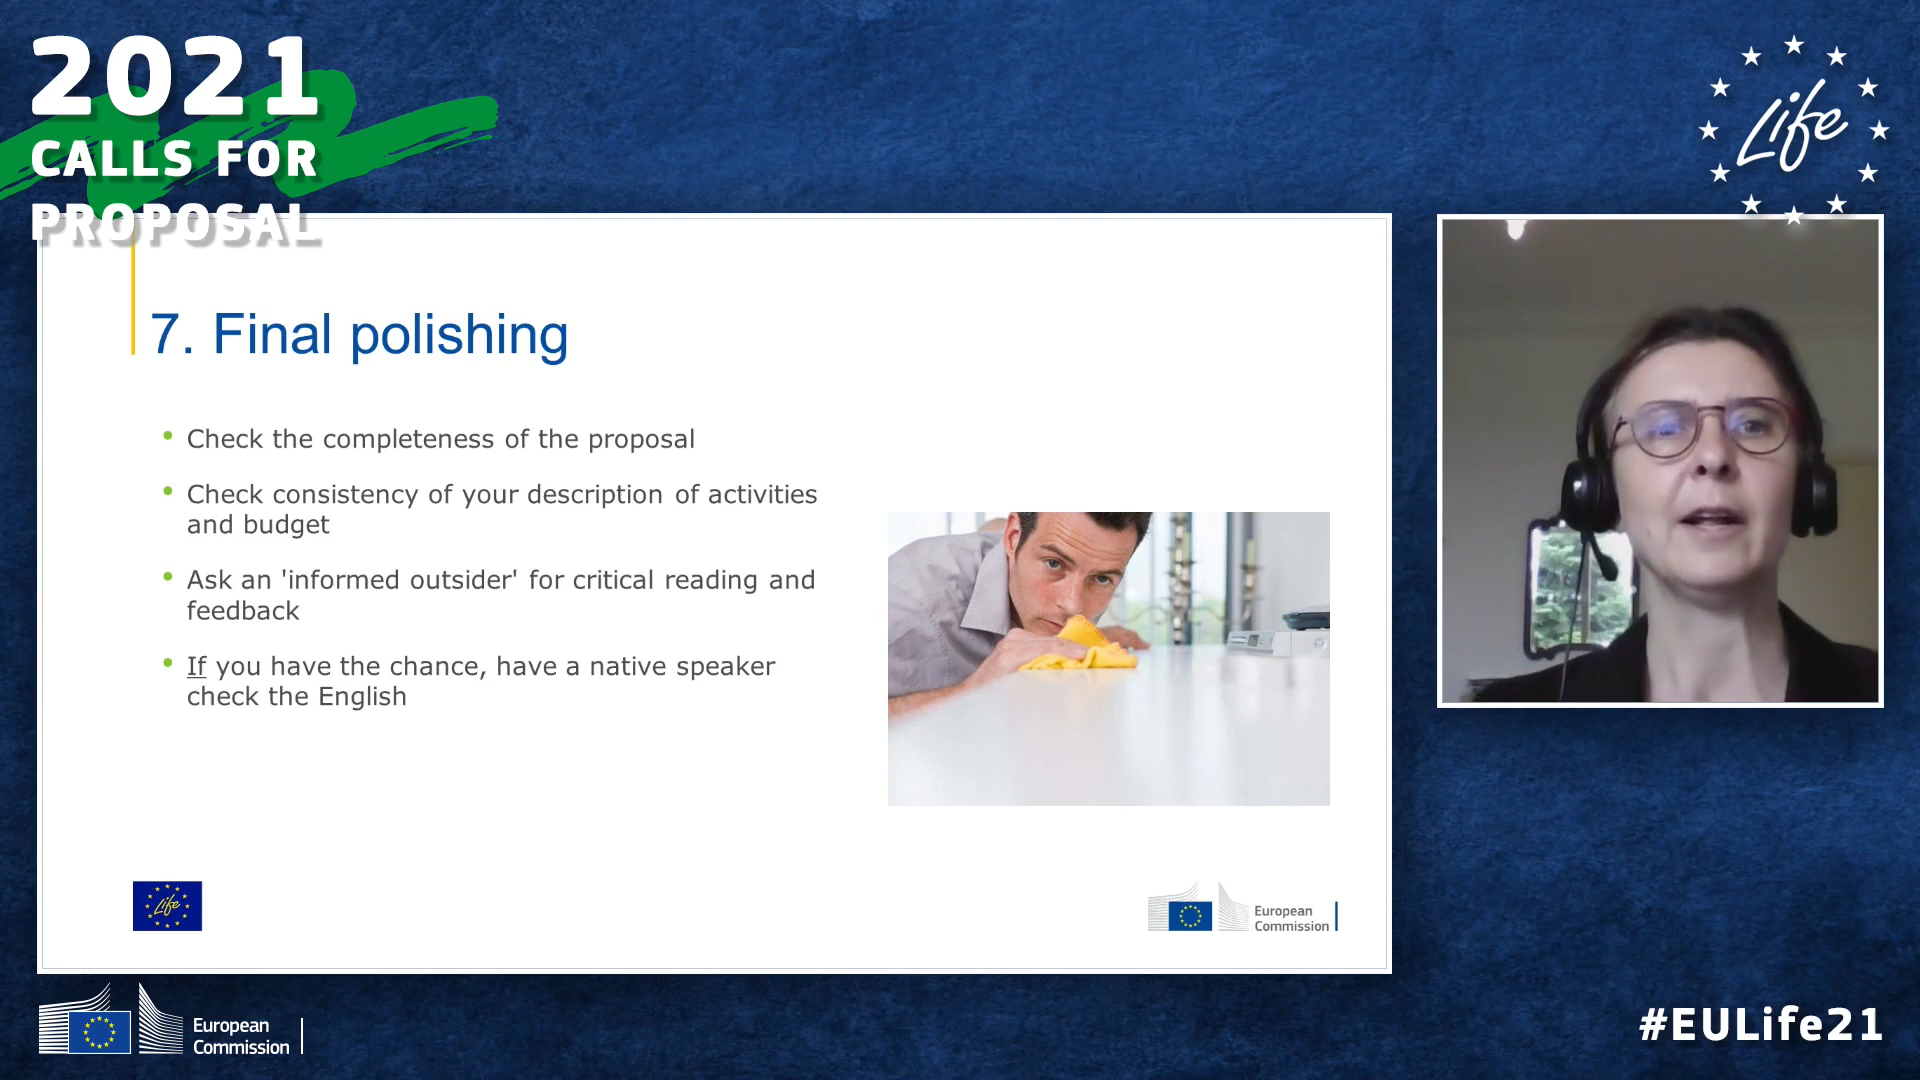 2021
CALLS FOR
PROPOSAL
Life
7. Final polishing
• Check the completeness of the proposal
• Check consistency of your description of activities
and budget
• Ask an 'informed outsider' for critical reading and
feedback
• If you have the chance, have a native speaker
check the English
Life
European
Commission
European
Commission
#EULife21